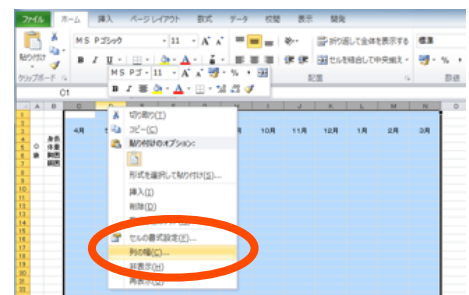 ファイル ホーム 挿入 ページレイアウト 数式 データ 校閲 表示 開発
貼り付け
MS Pゴシック 11
折り返して全体を表示する
標準
セルを結合して中央揃え
クリップボード
配置
数値
MS Pゴ 11
C1
A B N O
4月 10月 11月 12月 1月 2月 3月
切り取り(T)
コピー(C)
貼り付けのオプション:
形式を選択して貼り付け(S)...
挿入(I)
削除(D)
セルの書式設定(F)...
列の幅(C)...
非表示(H)
再表示(U)
身長
体重
胸囲